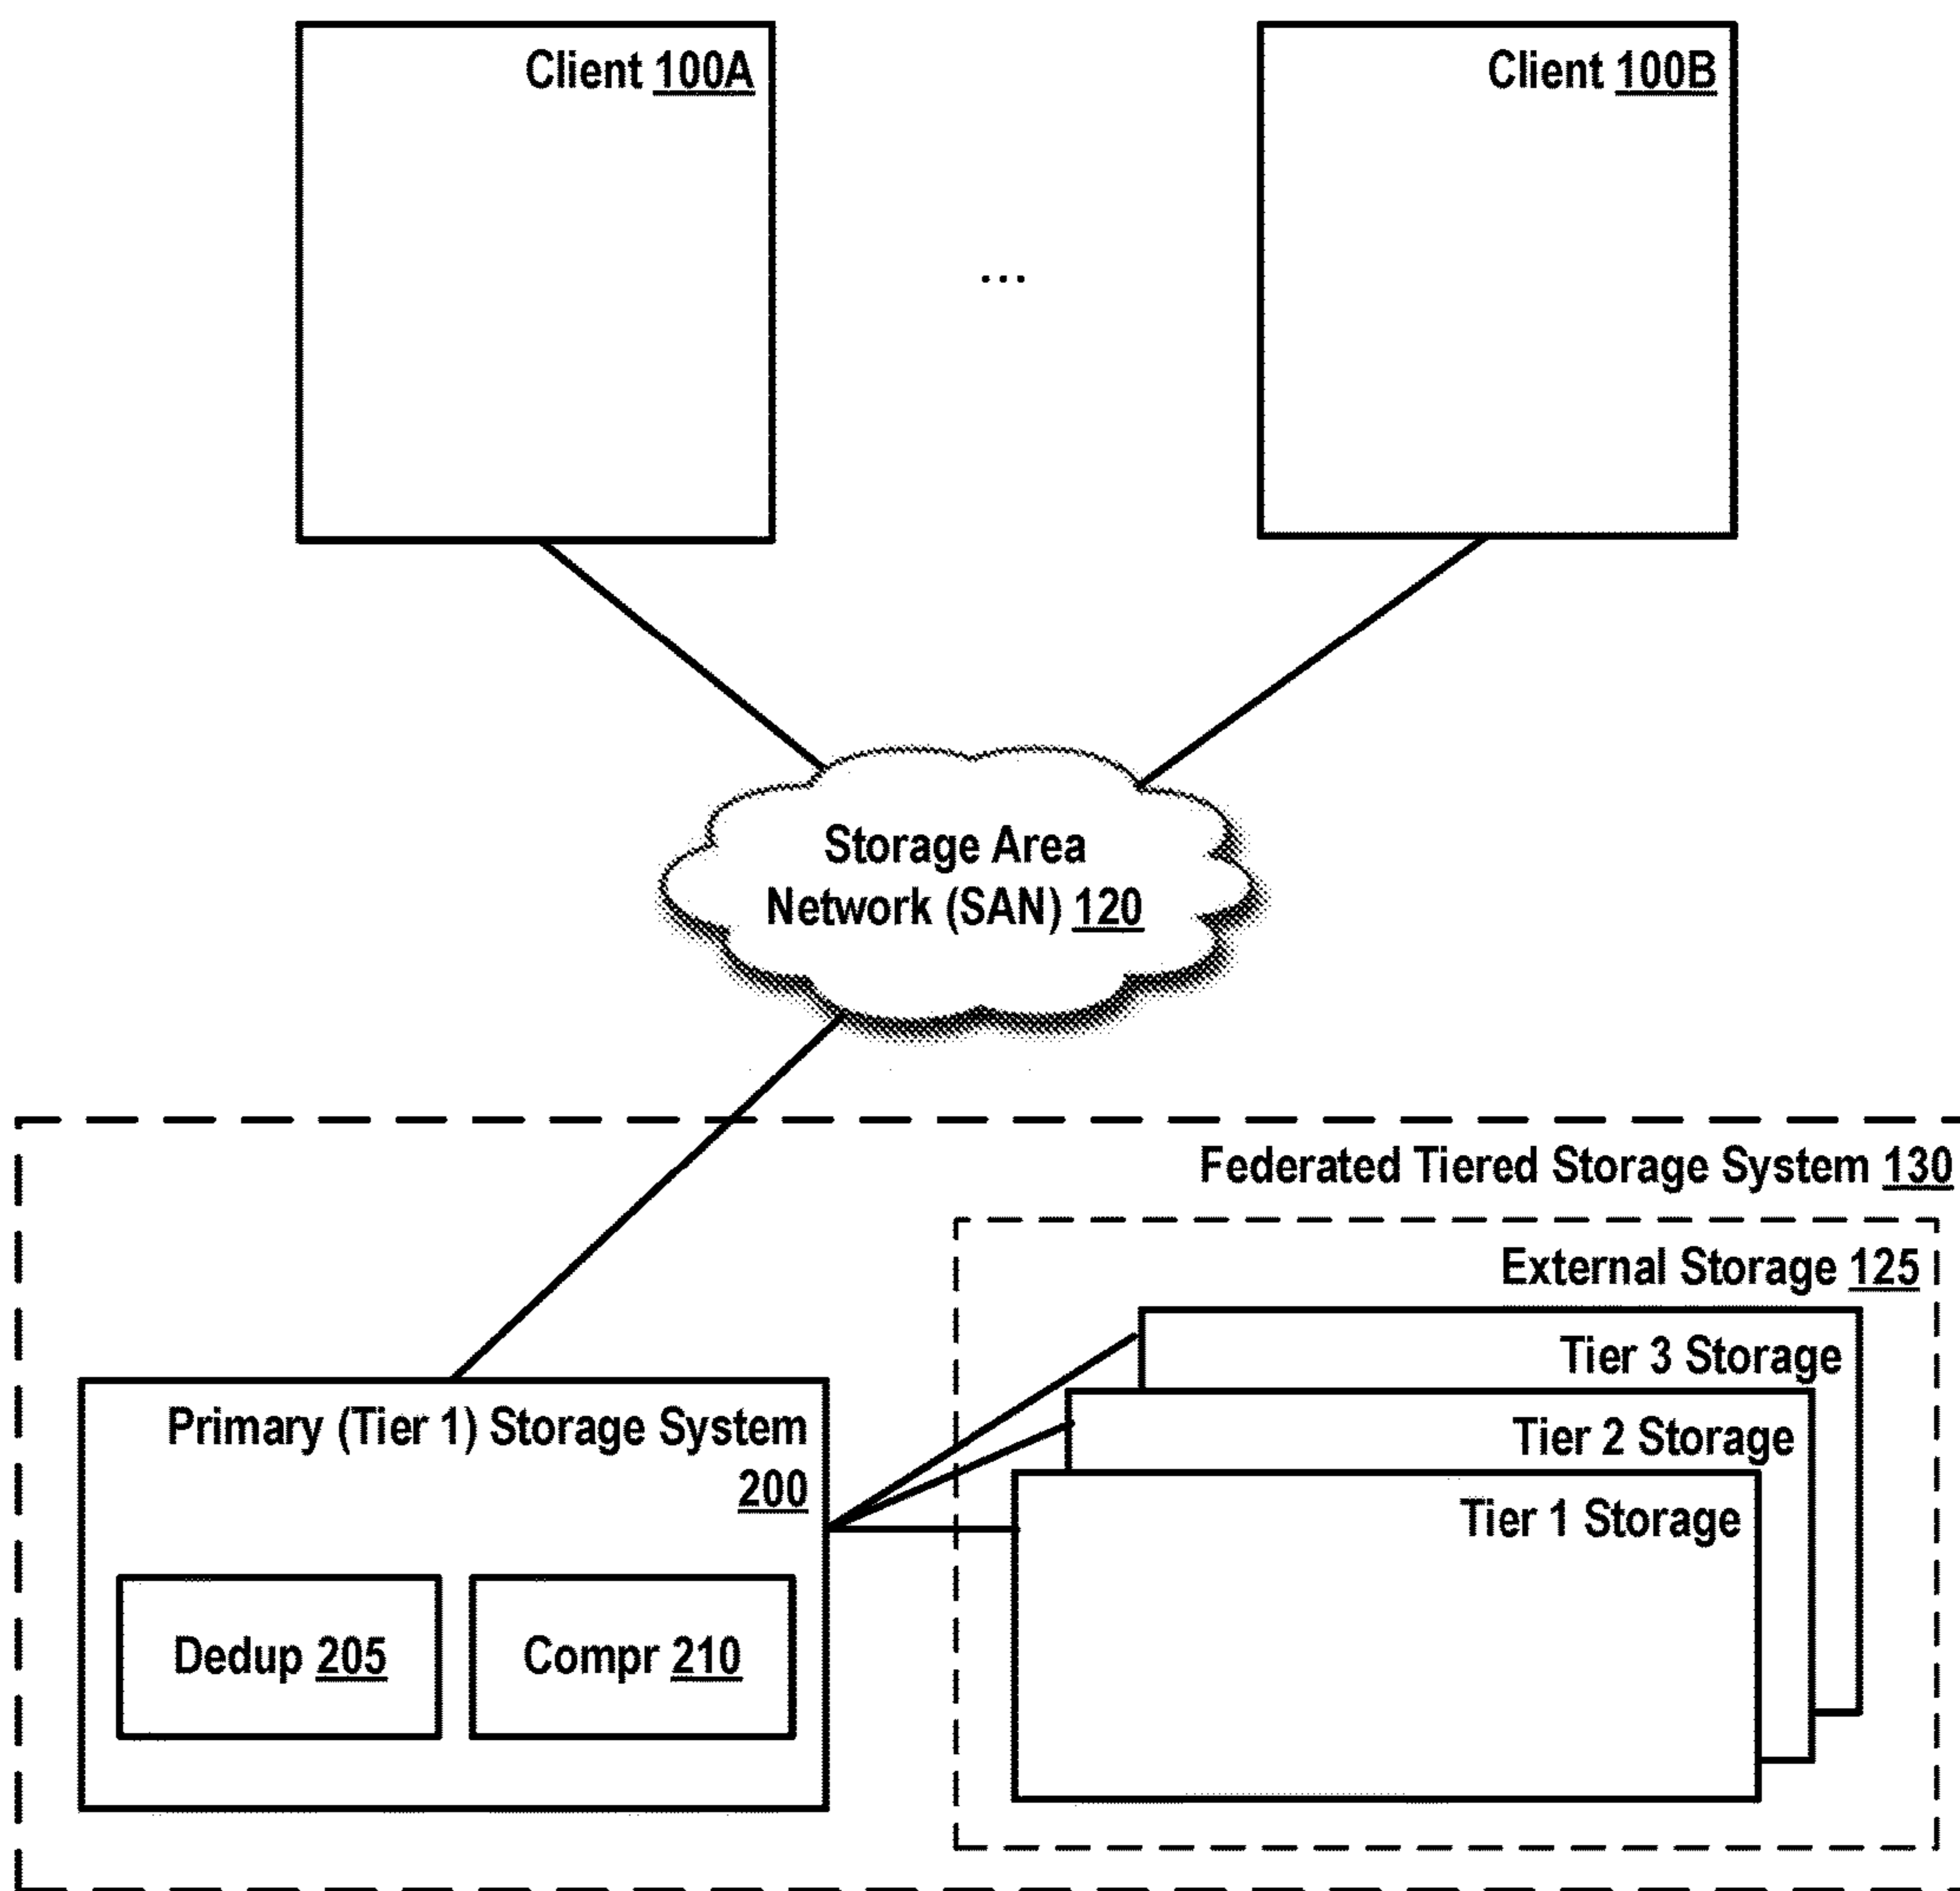 Client 100A
Client 100B
...
Storage Area
Network (SAN) 120
Federated Tiered Storage System 130
External Storage 125
Tier 3 Storage
Tier 2 Storage
Tier 1 Storage
Primary (Tier 1) Storage System
200
Dedup 205
Compr 210